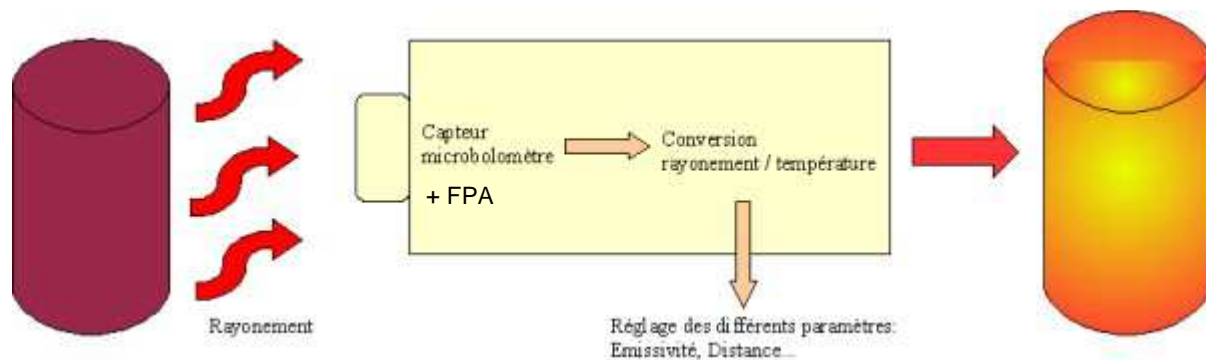 Capteur
microbolomètre
+ FPA
Conversion
rayonement / température
Rayonement
Réglage des différents paramètres:
Emissivité, Distance...